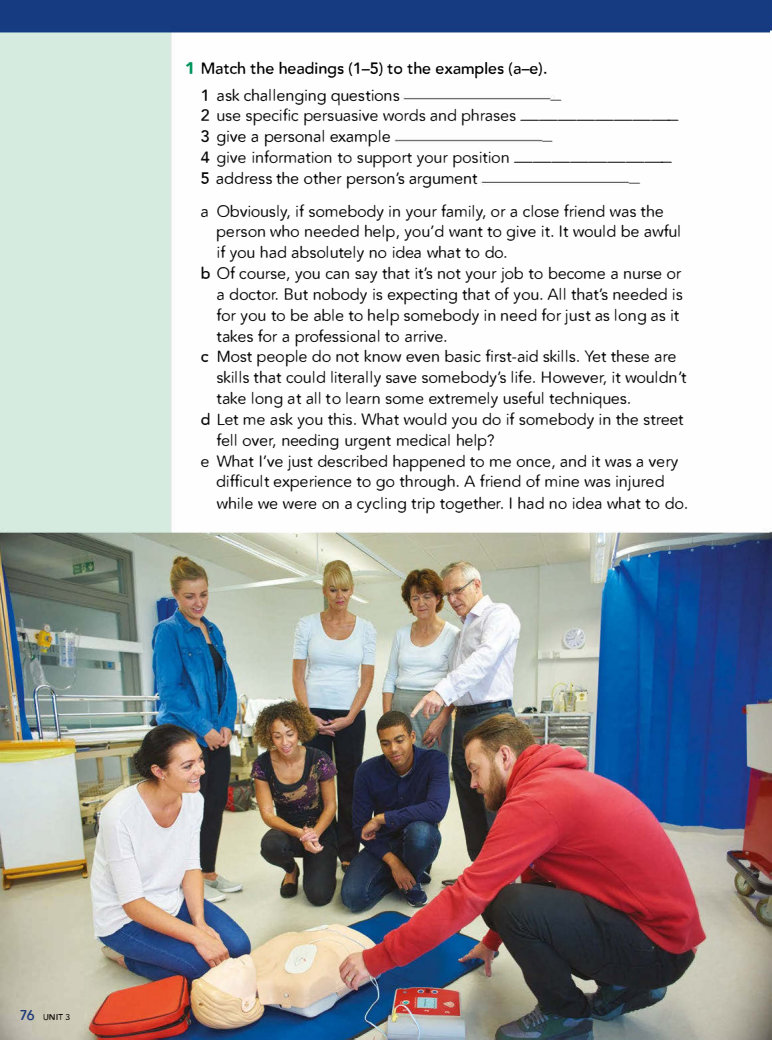 1 Match the headings (1–5) to the examples (a–e).
1 ask challenging questions
2 use specific persuasive words and phrases
3 give a personal example
4 give information to support your position
5 address the other person's argument
a Obviously, if somebody in your family, or a close friend was the
person who needed help, you'd want to give it. It would be awful
if you had absolutely no idea what to do.
b Of course, you can say that it's not your job to become a nurse or
a doctor. But nobody is expecting that of you. All that's needed is
for you to be able to help somebody in need for just as long as it
takes for a professional to arrive.
c Most people do not know even basic first-aid skills. Yet these are
skills that could literally save somebody's life. However, it wouldn't
take long at all to learn some extremely useful techniques.
d Let me ask you this. What would you do if somebody in the street
fell over, needing urgent medical help?
e What I've just described happened to me once, and it was a very
difficult experience to go through. A friend of mine was injured
while we were on a cycling trip together. I had no idea what to do.
76 UNIT 3